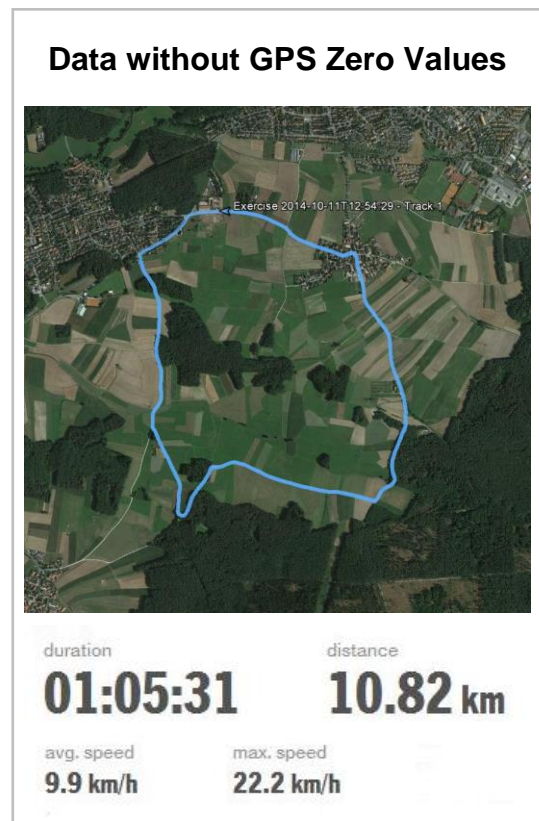 Data without GPS Zero Values
Exercise 2014-10-11T12:54:29 - Track 1
duration
distance
01:05:31
10.82 km
avg. speed
max. speed
9.9 km/h
22.2 km/h